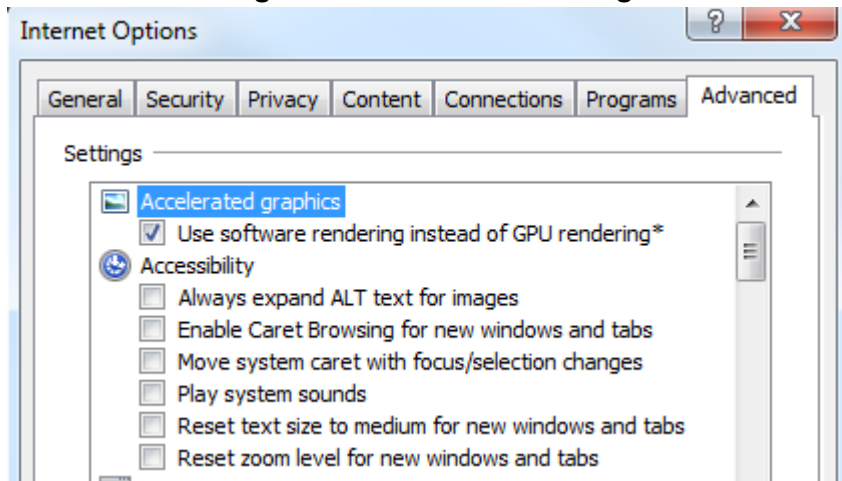 Internet Options
?
General Security Privacy Content Connections Programs Advanced
Settings
Accelerated graphics
Use software rendering instead of GPU rendering*
Accessibility
Always expand ALT text for images
Enable Caret Browsing for new windows and tabs
Move system caret with focus/selection changes
Play system sounds
Reset text size to medium for new windows and tabs
Reset zoom level for new windows and tabs